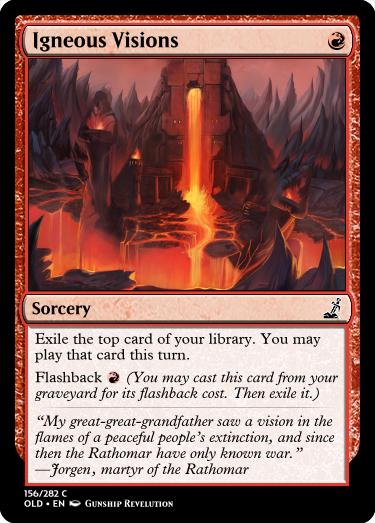 Igneous Visions
Sorcery
Exile the top card of your library. You may
play that card this turn.
Flashback (You may cast this card from your
graveyard for its flashback cost. Then exile it.)
“My great-great-grandfather saw a vision in the
flames of a peaceful people’s extinction, and since
then the Rathomar have only known war.”
—Jorgen, martyr of the Rathomar
156/282 C
OLD • EN Gunship Revelution